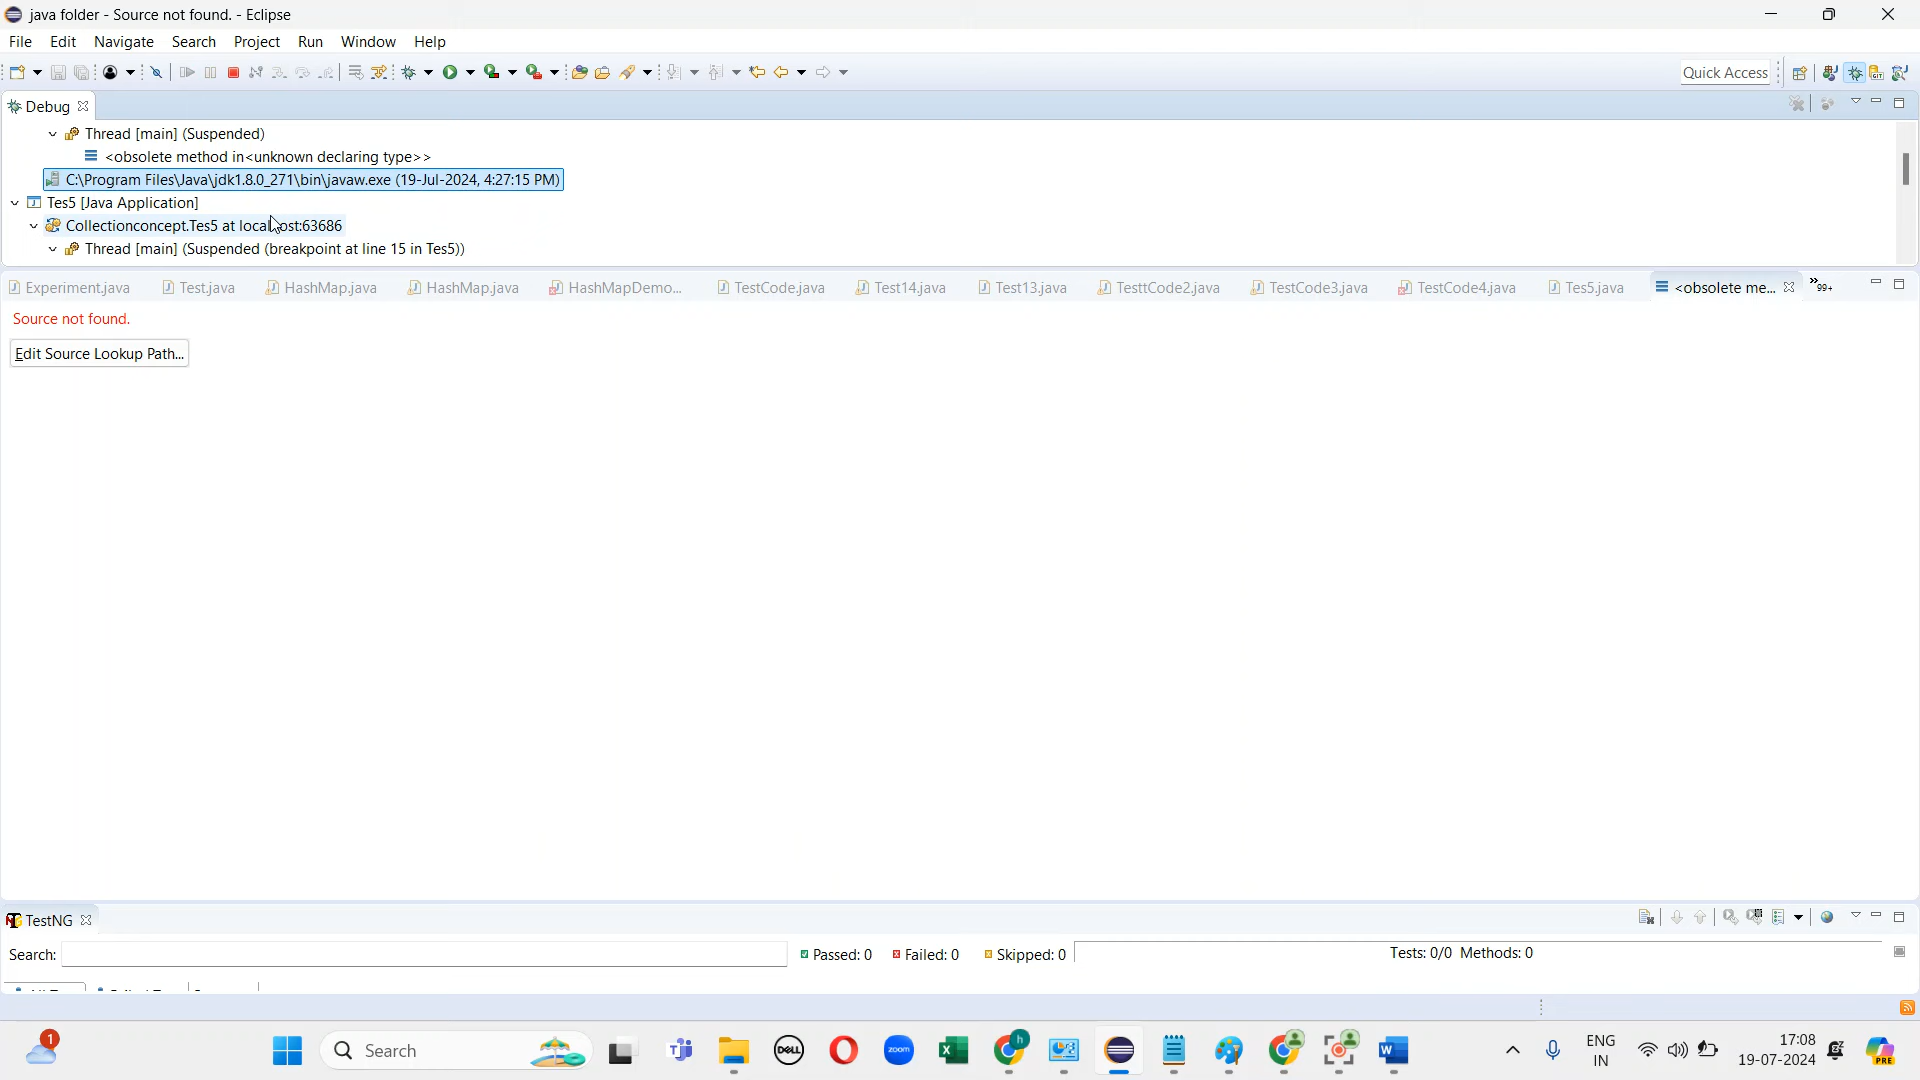 java folder - Source not found. - Eclipse
File Edit Navigate Search Project Run Window Help
Quick Access
Debug
Thread [main] (Suspended)
<obsolete method in<unknown declaring type>>
C:\Program Files\Java\jdk1.8.0_271\bin\javaw.exe (19-Jul-2024, 4:27:15 PM)
Tes5 [Java Application]
Collectionconcept.Tes5 at localhost:63686
Thread [main] (Suspended (breakpoint at line 15 in Tes5))
Experiment.java Test.java HashMap.java HashMap.java HashMapDemo... TestCode.java Test14.java Test13.java TesttCode2.java TestCode3.java TestCode4.java Tes5.java <obsolete me... »99+
Source not found.
Edit Source Lookup Path...
TestNG
Search: Passed: 0 Failed: 0 Skipped: 0 Tests: 0/0 Methods: 0
1 Search DELL zoom h W ENG 17:08
IN 19-07-2024 PRE